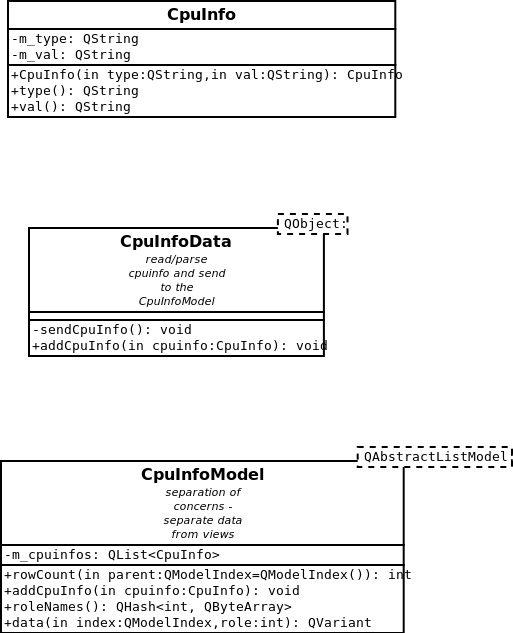 CpuInfo
-m_type: QString
-m_val: QString
+CpuInfo(in type:QString,in val:QString): CpuInfo
+type(): QString
+val(): QString
QObject:
CpuInfoData
read/parse
cpuinfo and send
to the
CpuInfoModel
-sendCpuInfo(): void
+addCpuInfo(in cpuinfo:CpuInfo): void
QAbstractListModel
CpuInfoModel
separation of
concerns -
separate data
from views
-m_cpuinfos: QList<CpuInfo>
+rowCount(in parent:QModelIndex=QModelIndex()): int
+addCpuInfo(in cpuinfo:CpuInfo): void
+roleNames(): QHash<int, QByteArray>
+data(in index:QModelIndex,role:int): QVariant